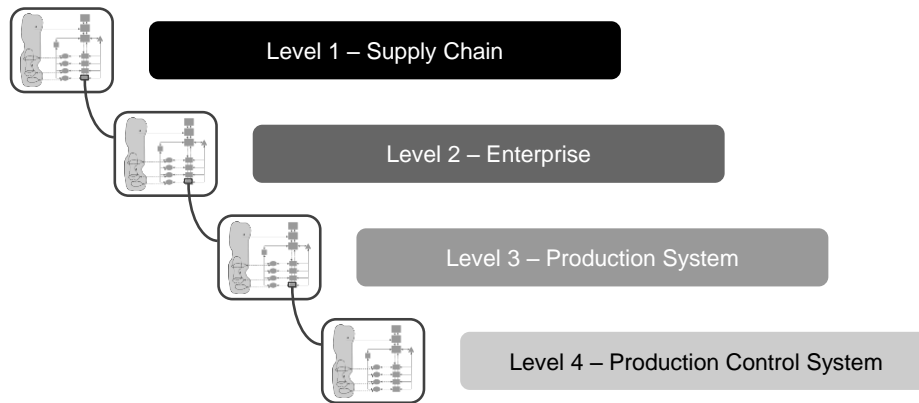 Level 1 – Supply Chain
Level 2 – Enterprise
Level 3 – Production System
Level 4 – Production Control System